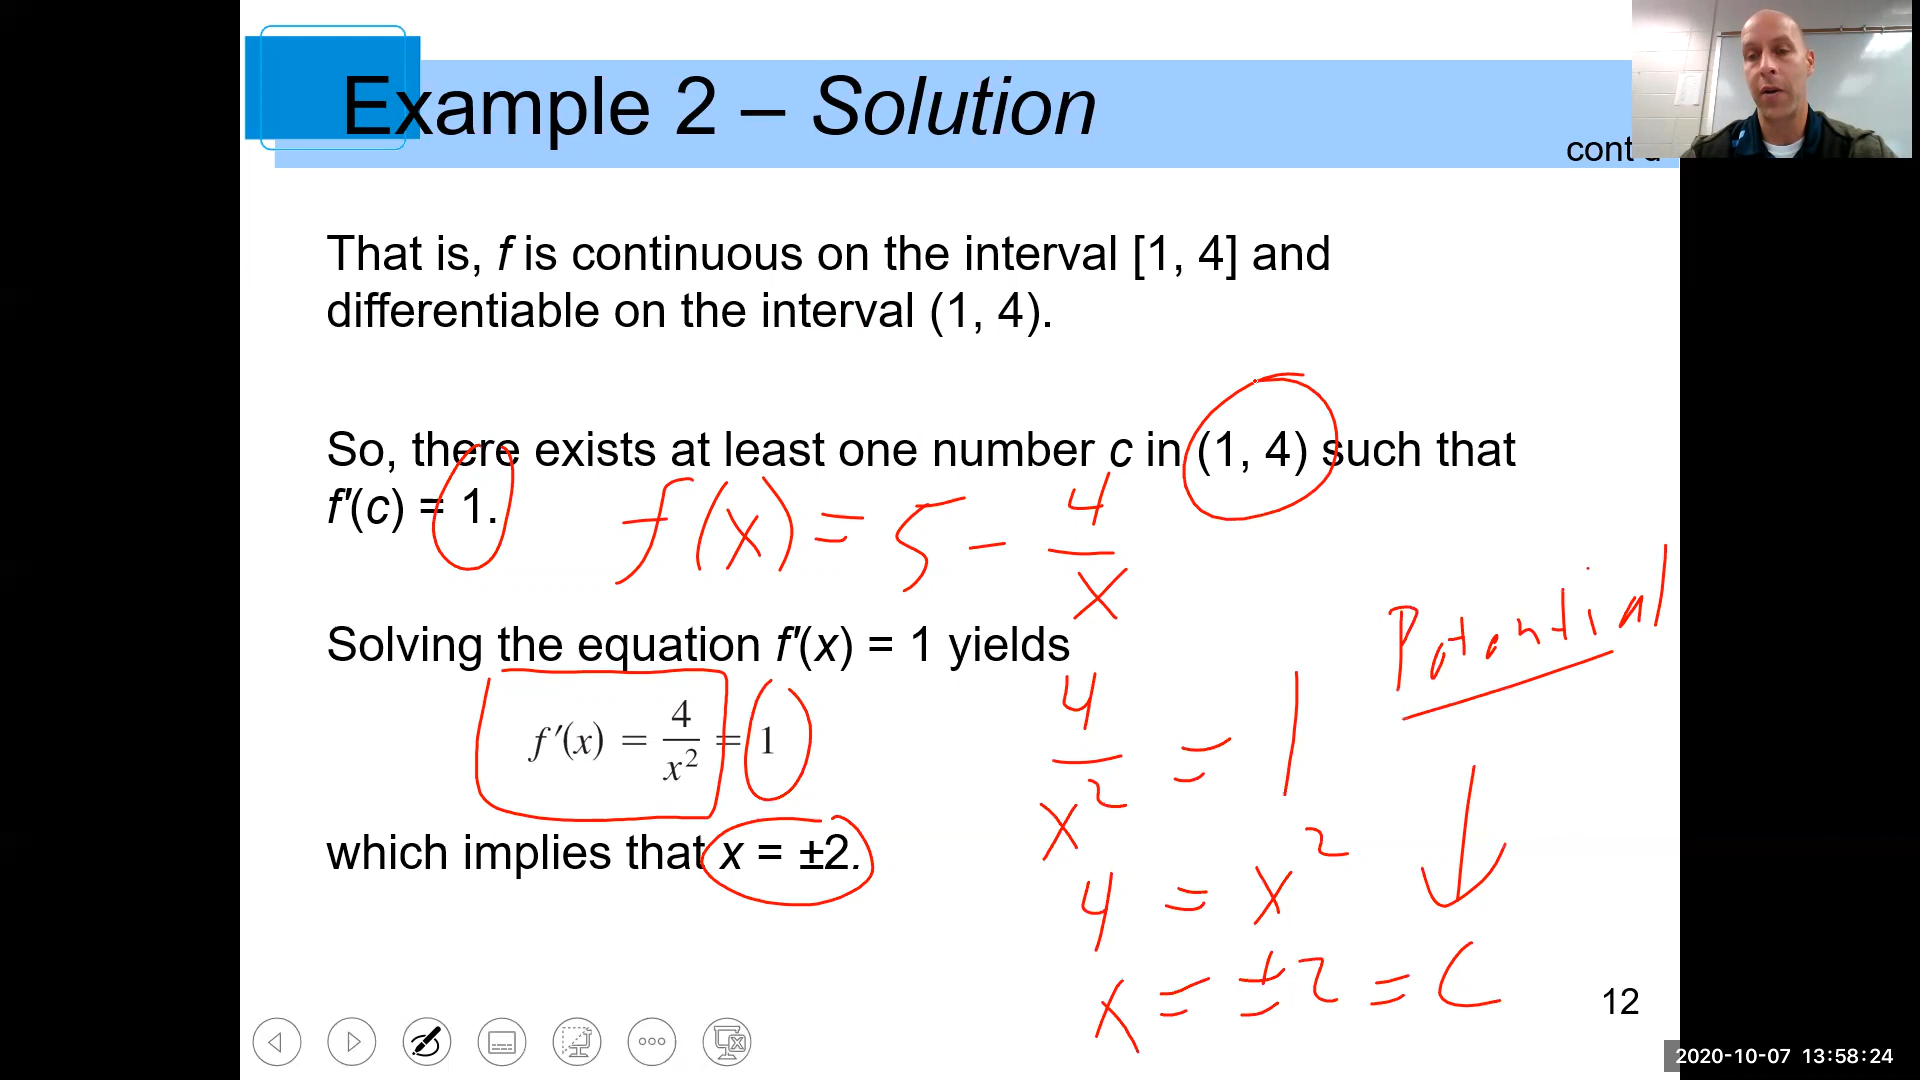 Example 2 – Solution
cont'd
That is, f is continuous on the interval [1, 4] and
differentiable on the interval (1, 4).
So, there exists at least one number c in (1, 4) such that
f′(c) = 1.
f(x) = 5 - 4/x
Potential
Solving the equation f′(x) = 1 yields
f′(x) = 4/x² = 1
4/x² = 1
which implies that x = ±2.
4 = x²
x = ±2 = C
12
2020-10-07 13:58:24